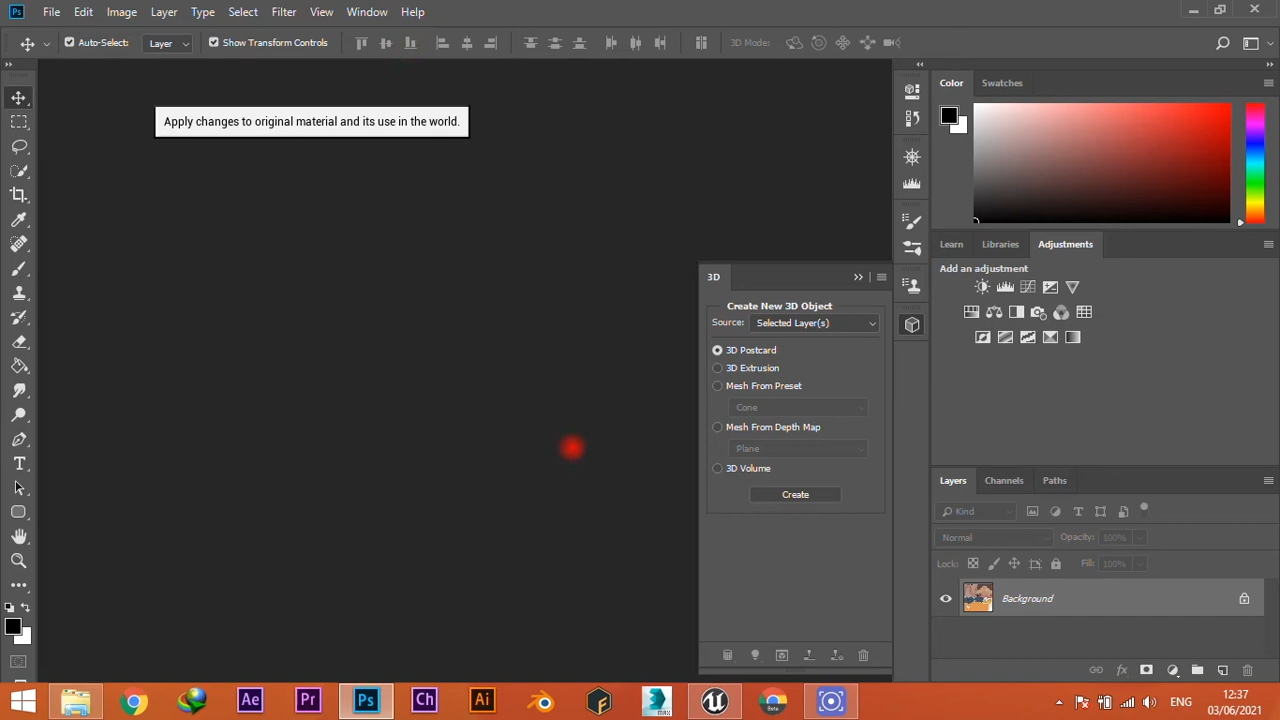 Ps File Edit Image Layer Type Select Filter View Window Help
Auto-Select: Layer Show Transform Controls 3D Mode:
Color Swatches
Apply changes to original material and its use in the world.
Learn Libraries Adjustments
Add an adjustment
3D
Create New 3D Object
Source: Selected Layer(s)
3D Postcard
3D Extrusion
Mesh From Preset
Cone
Mesh From Depth Map
Plane
3D Volume
Create
Layers Channels Paths
Kind
Normal Opacity: 100%
Lock: Fill: 100%
Background
fx
Ae Pr Ps Ch Ai MAX Beta ENG
12:37
03/06/2021